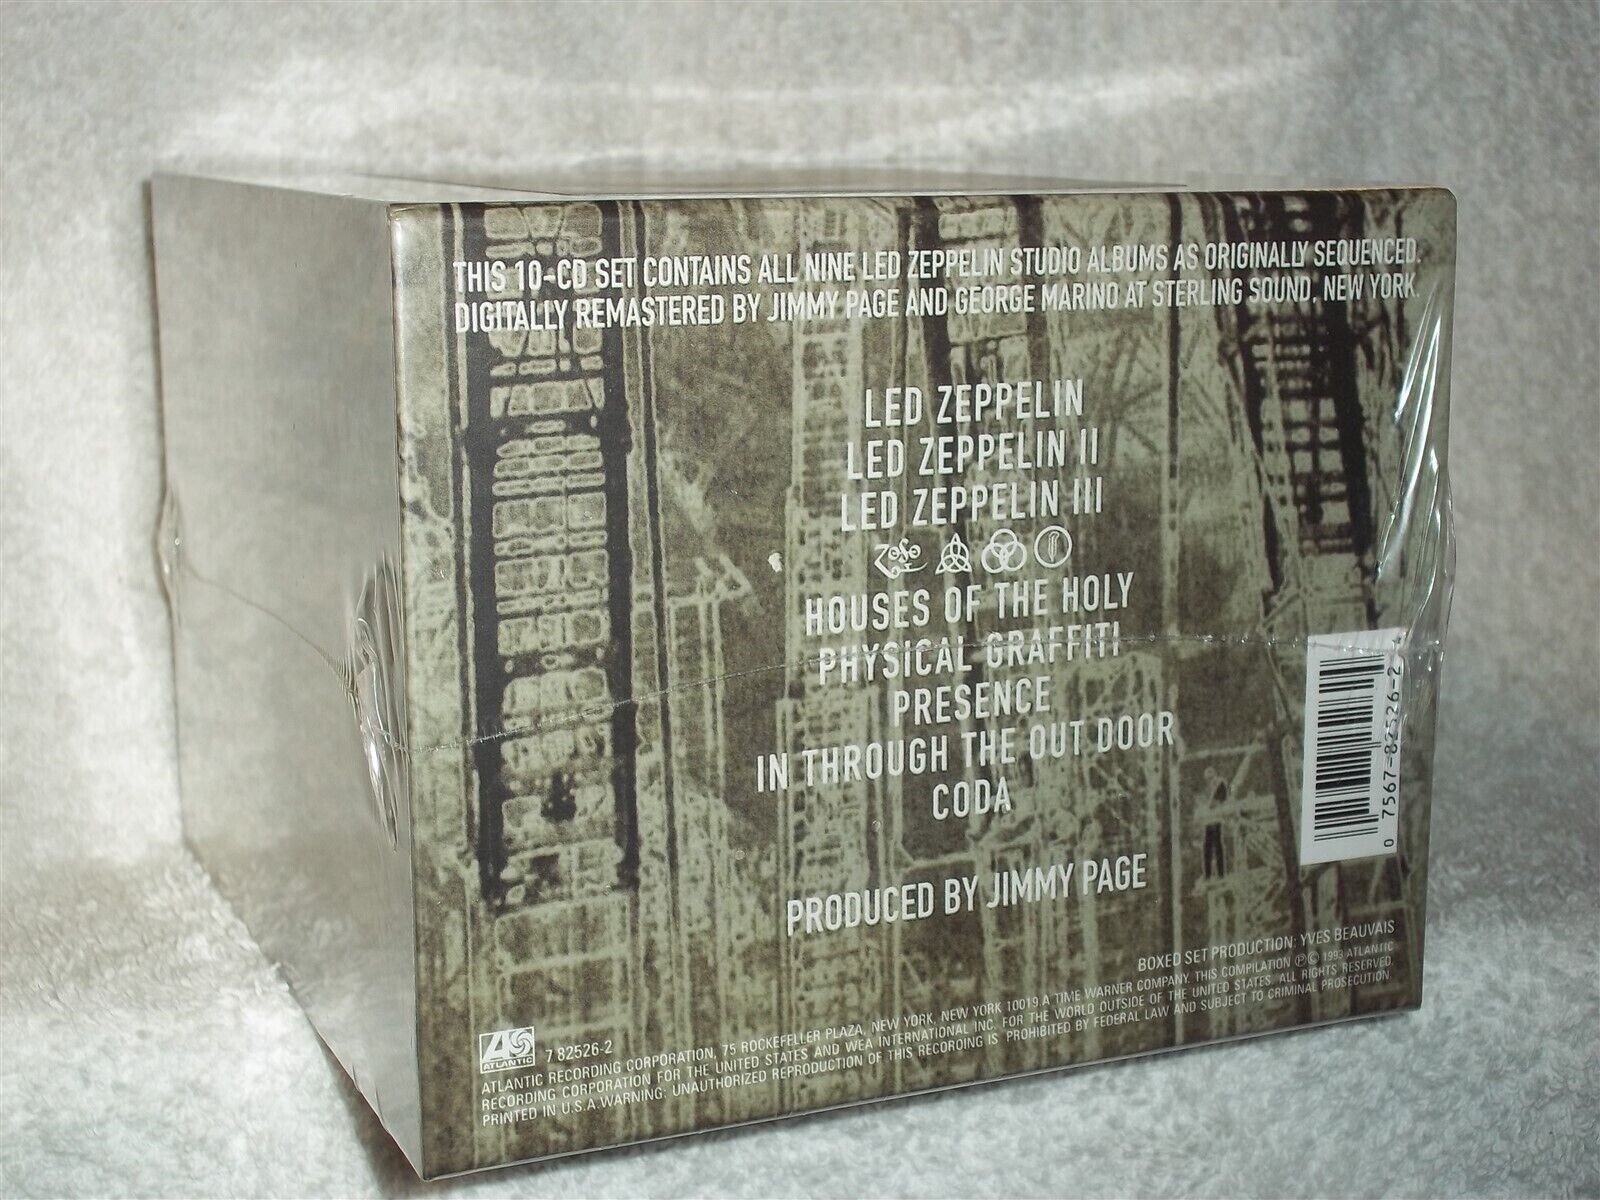 THIS 10-CD SET CONTAINS ALL NINE LED ZEPPELIN STUDIO ALBUMS AS ORIGINALLY SEQUENCED.
DIGITALLY REMASTERED BY JIMMY PAGE AND GEORGE MARINO AT STERLING SOUND, NEW YORK.
LED ZEPPELIN
LED ZEPPELIN II
LED ZEPPELIN III
HOUSES OF THE HOLY
PHYSICAL GRAFFITI
PRESENCE
IN THROUGH THE OUT DOOR
CODA
PRODUCED BY JIMMY PAGE
0 7567-82526-2 4
BOXED SET PRODUCTION: YVES BEAUVAIS
ATLANTIC
7 82526-2
ATLANTIC RECORDING CORPORATION, 75 ROCKEFELLER PLAZA, NEW YORK, NEW YORK 10019. A TIME WARNER COMPANY. THIS COMPILATION ℗© 1993 ATLANTIC
RECORDING CORPORATION FOR THE UNITED STATES AND WEA INTERNATIONAL INC. FOR THE WORLD OUTSIDE OF THE UNITED STATES. ALL RIGHTS RESERVED.
PRINTED IN U.S.A. WARNING: UNAUTHORIZED REPRODUCTION OF THIS RECORDING IS PROHIBITED BY FEDERAL LAW AND SUBJECT TO CRIMINAL PROSECUTION.